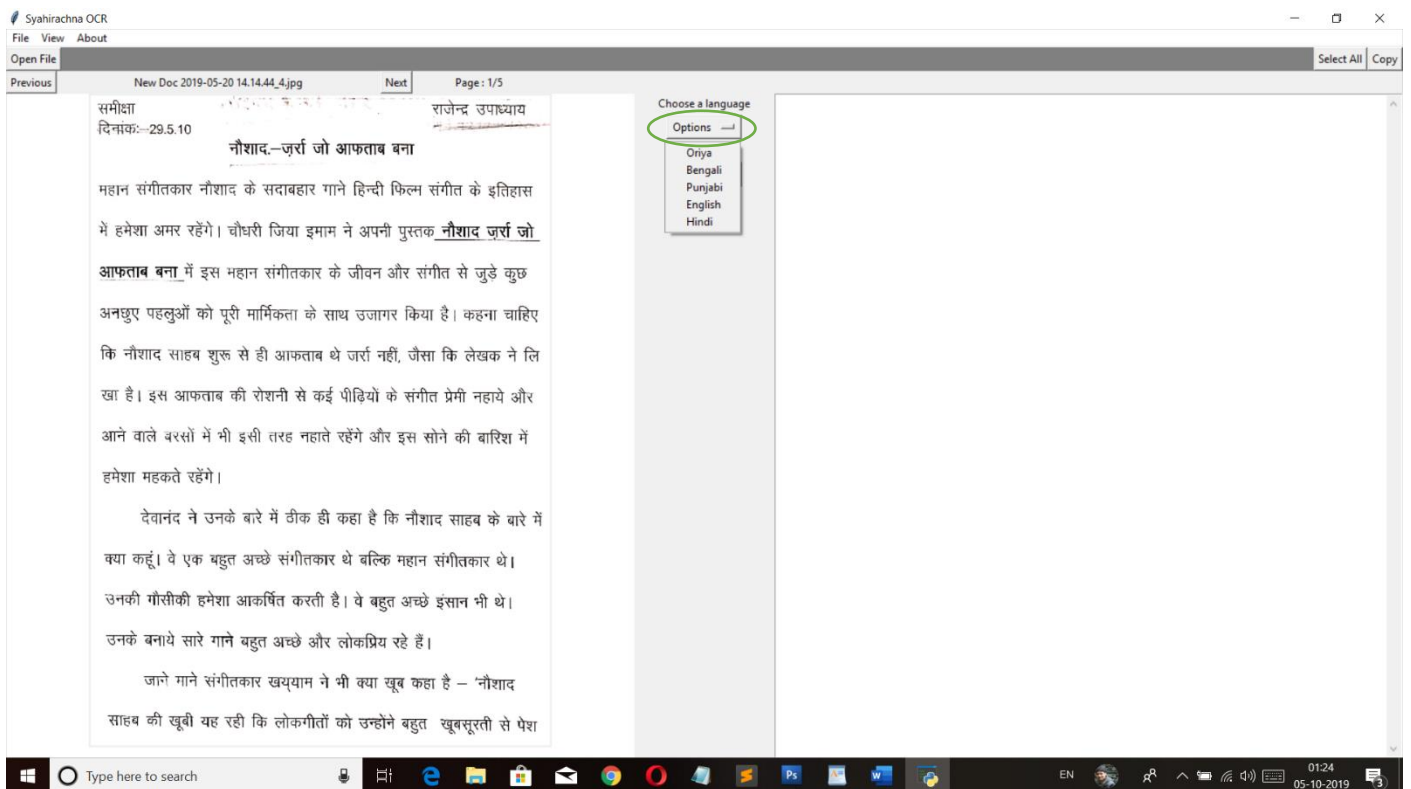 Syahirachna OCR
File View About
Open File
Select All Copy
Previous New Doc 2019-05-20 14.14.44_4.jpg Next Page : 1/5
समीक्षा राजेन्द्र उपाध्याय
दिनांकः–29.5.10
नौशाद.–ज़र्रा जो आफताब बना
महान संगीतकार नौशाद के सदाबहार गाने हिन्दी फिल्म संगीत के इतिहास
में हमेशा अमर रहेंगे। चौधरी जिया इमाम ने अपनी पुस्तक नौशाद ज़र्रा जो
आफताब बना में इस महान संगीतकार के जीवन और संगीत से जुड़े कुछ
अनछुए पहलुओं को पूरी मार्मिकता के साथ उजागर किया है। कहना चाहिए
कि नौशाद साहब शुरू से ही आफताब थे जर्रा नहीं, जैसा कि लेखक ने लि
खा है। इस आफताब की रोशनी से कई पीढ़ियों के संगीत प्रेमी नहाये और
आने वाले बरसों में भी इसी तरह नहाते रहेंगे और इस सोने की बारिश में
हमेशा महकते रहेंगे।
देवानंद ने उनके बारे में ठीक ही कहा है कि नौशाद साहब के बारे में
क्या कहूं। वे एक बहुत अच्छे संगीतकार थे बल्कि महान संगीतकार थे।
उनकी मौसीकी हमेशा आकर्षित करती है। वे बहुत अच्छे इंसान भी थे।
उनके बनाये सारे गाने बहुत अच्छे और लोकप्रिय रहे हैं।
जाने माने संगीतकार खय्याम ने भी क्या खूब कहा है – 'नौशाद
साहब की खूबी यह रही कि लोकगीतों को उन्होंने बहुत खूबसूरती से पेश
Choose a language
Options
Oriya
Bengali
Punjabi
English
Hindi
Type here to search
Ps
EN
01:24
05-10-2019
3